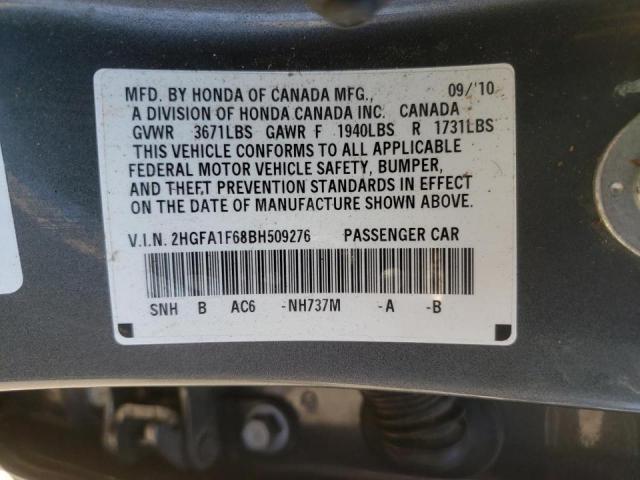 MFD. BY HONDA OF CANADA MFG., 09/'10
A DIVISION OF HONDA CANADA INC. CANADA
GVWR 3671LBS GAWR F 1940LBS R 1731LBS
THIS VEHICLE CONFORMS TO ALL APPLICABLE
FEDERAL MOTOR VEHICLE SAFETY, BUMPER,
AND THEFT PREVENTION STANDARDS IN EFFECT
ON THE DATE OF MANUFACTURE SHOWN ABOVE.
V.I.N. 2HGFA1F68BH509276 PASSENGER CAR
SNH B AC6 -NH737M -A -B